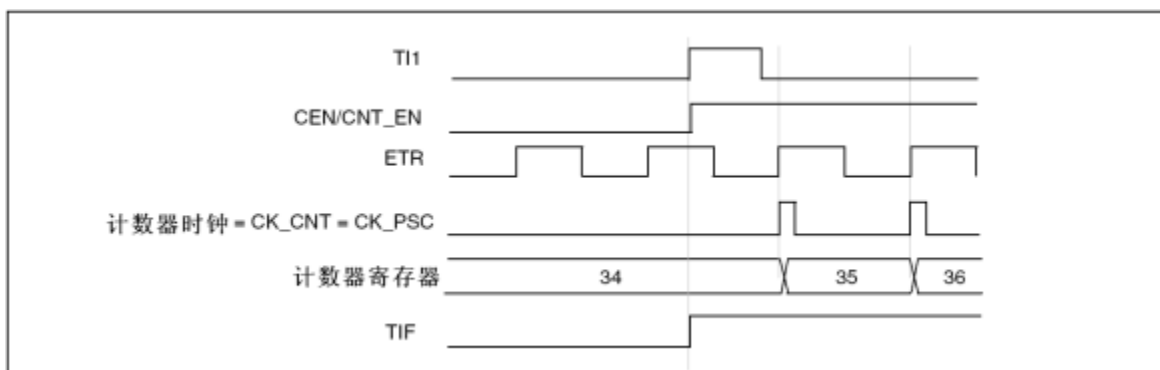 TI1
CEN/CNT_EN
ETR
计数器时钟 = CK_CNT = CK_PSC
计数器寄存器 34 35 36
TIF